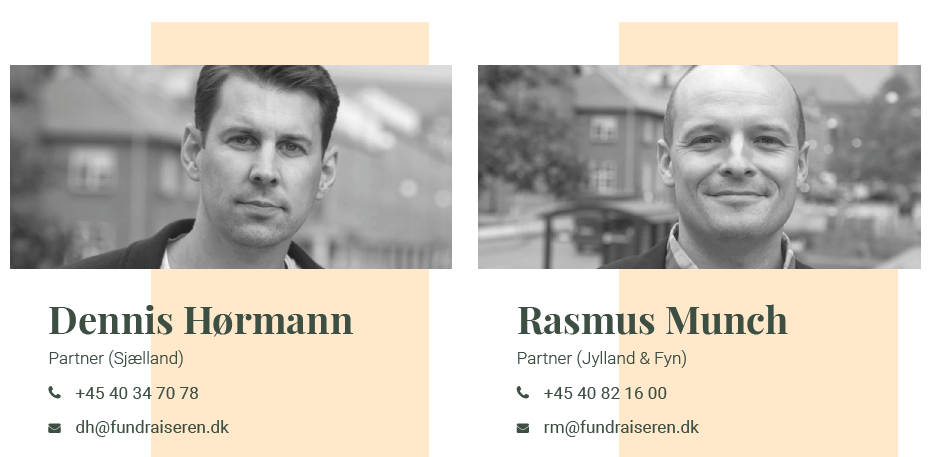 Dennis Hørmann
Partner (Sjælland)
+45 40 34 70 78
dh@fundraiseren.dk
Rasmus Munch
Partner (Jylland & Fyn)
+45 40 82 16 00
rm@fundraiseren.dk